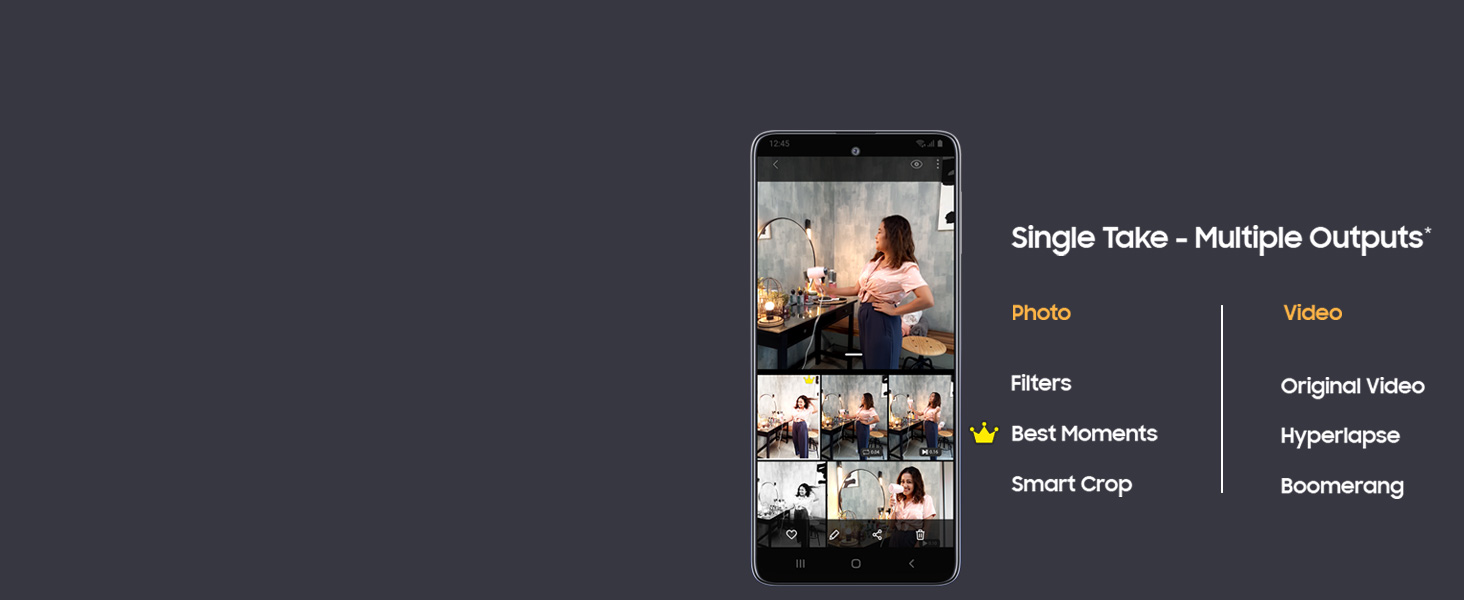 12:45
Single Take - Multiple Outputs*
Photo
Filters
Best Moments
Smart Crop
Video
Original Video
Hyperlapse
Boomerang